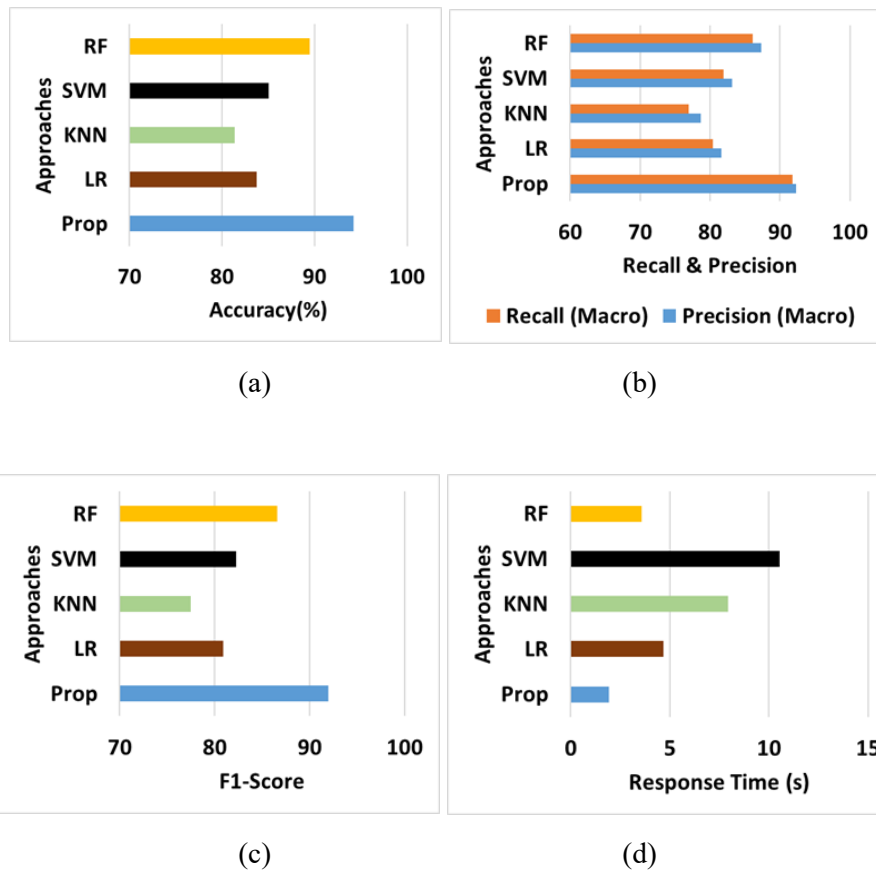 RF
SVM
KNN
LR
Prop
Approaches
70 80 90 100
Accuracy(%)
(a)
RF
SVM
KNN
LR
Prop
Approaches
60 70 80 90 100
Recall & Precision
Recall (Macro) Precision (Macro)
(b)
RF
SVM
KNN
LR
Prop
Approaches
70 80 90 100
F1-Score
(c)
RF
SVM
KNN
LR
Prop
Approaches
0 5 10 15
Response Time (s)
(d)